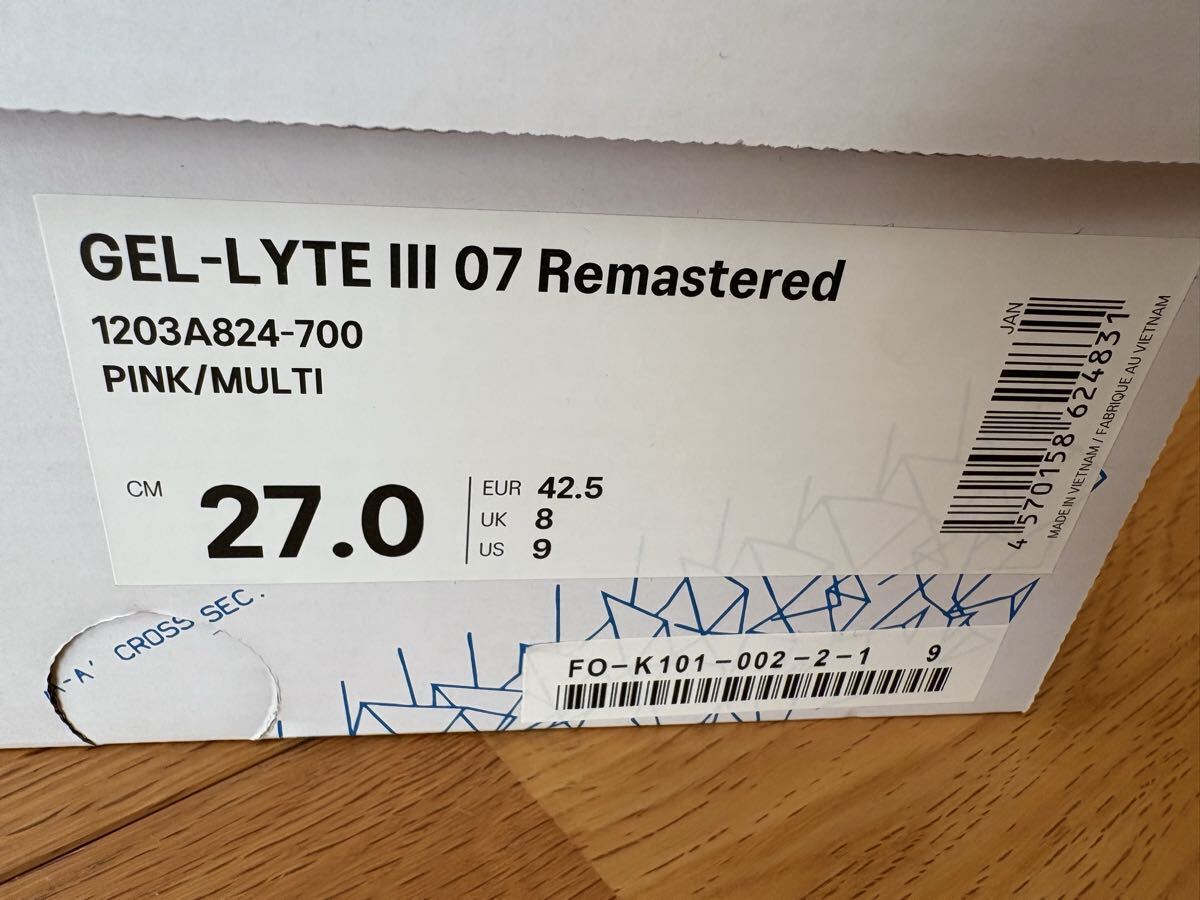 GEL-LYTE III 07 Remastered
1203A824-700
PINK/MULTI
CM 27.0
EUR 42.5
UK 8
US 9
JAN
4 570158 624831
MADE IN VIETNAM / FABRIQUE AU VIETNAM
A-A' CROSS SEC.
FO-K101-002-2-1 9